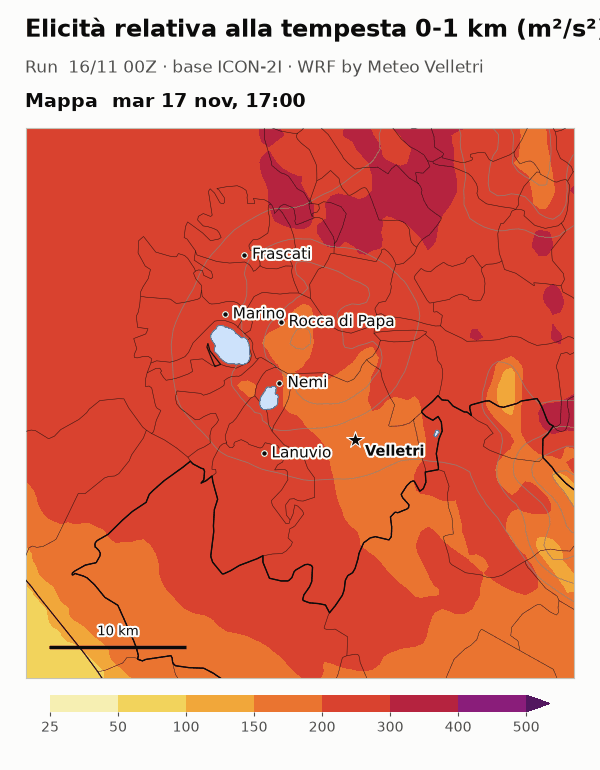 Elicità relativa alla tempesta 0-1 km (m²/s²)
Run  16/11 00Z · base ICON-2I · WRF by Meteo Velletri
Mappa  mar 17 nov, 17:00
Frascati
Marino
Rocca di Papa
Nemi
Velletri
Lanuvio
10 km
25 50 100 150 200 300 400 500